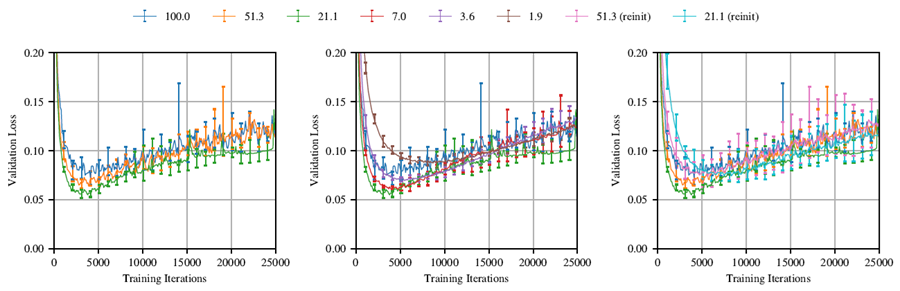 100.0 51.3 21.1 7.0 3.6 1.9 51.3 (reinit) 21.1 (reinit)
0.20 0.20 0.20
0.15 0.15 0.15
0.10 0.10 0.10
0.05 0.05 0.05
0.00 0.00 0.00
Validation Loss Validation Loss Validation Loss
0 5000 10000 15000 20000 25000 0 5000 10000 15000 20000 25000 0 5000 10000 15000 20000 25000
Training Iterations Training Iterations Training Iterations